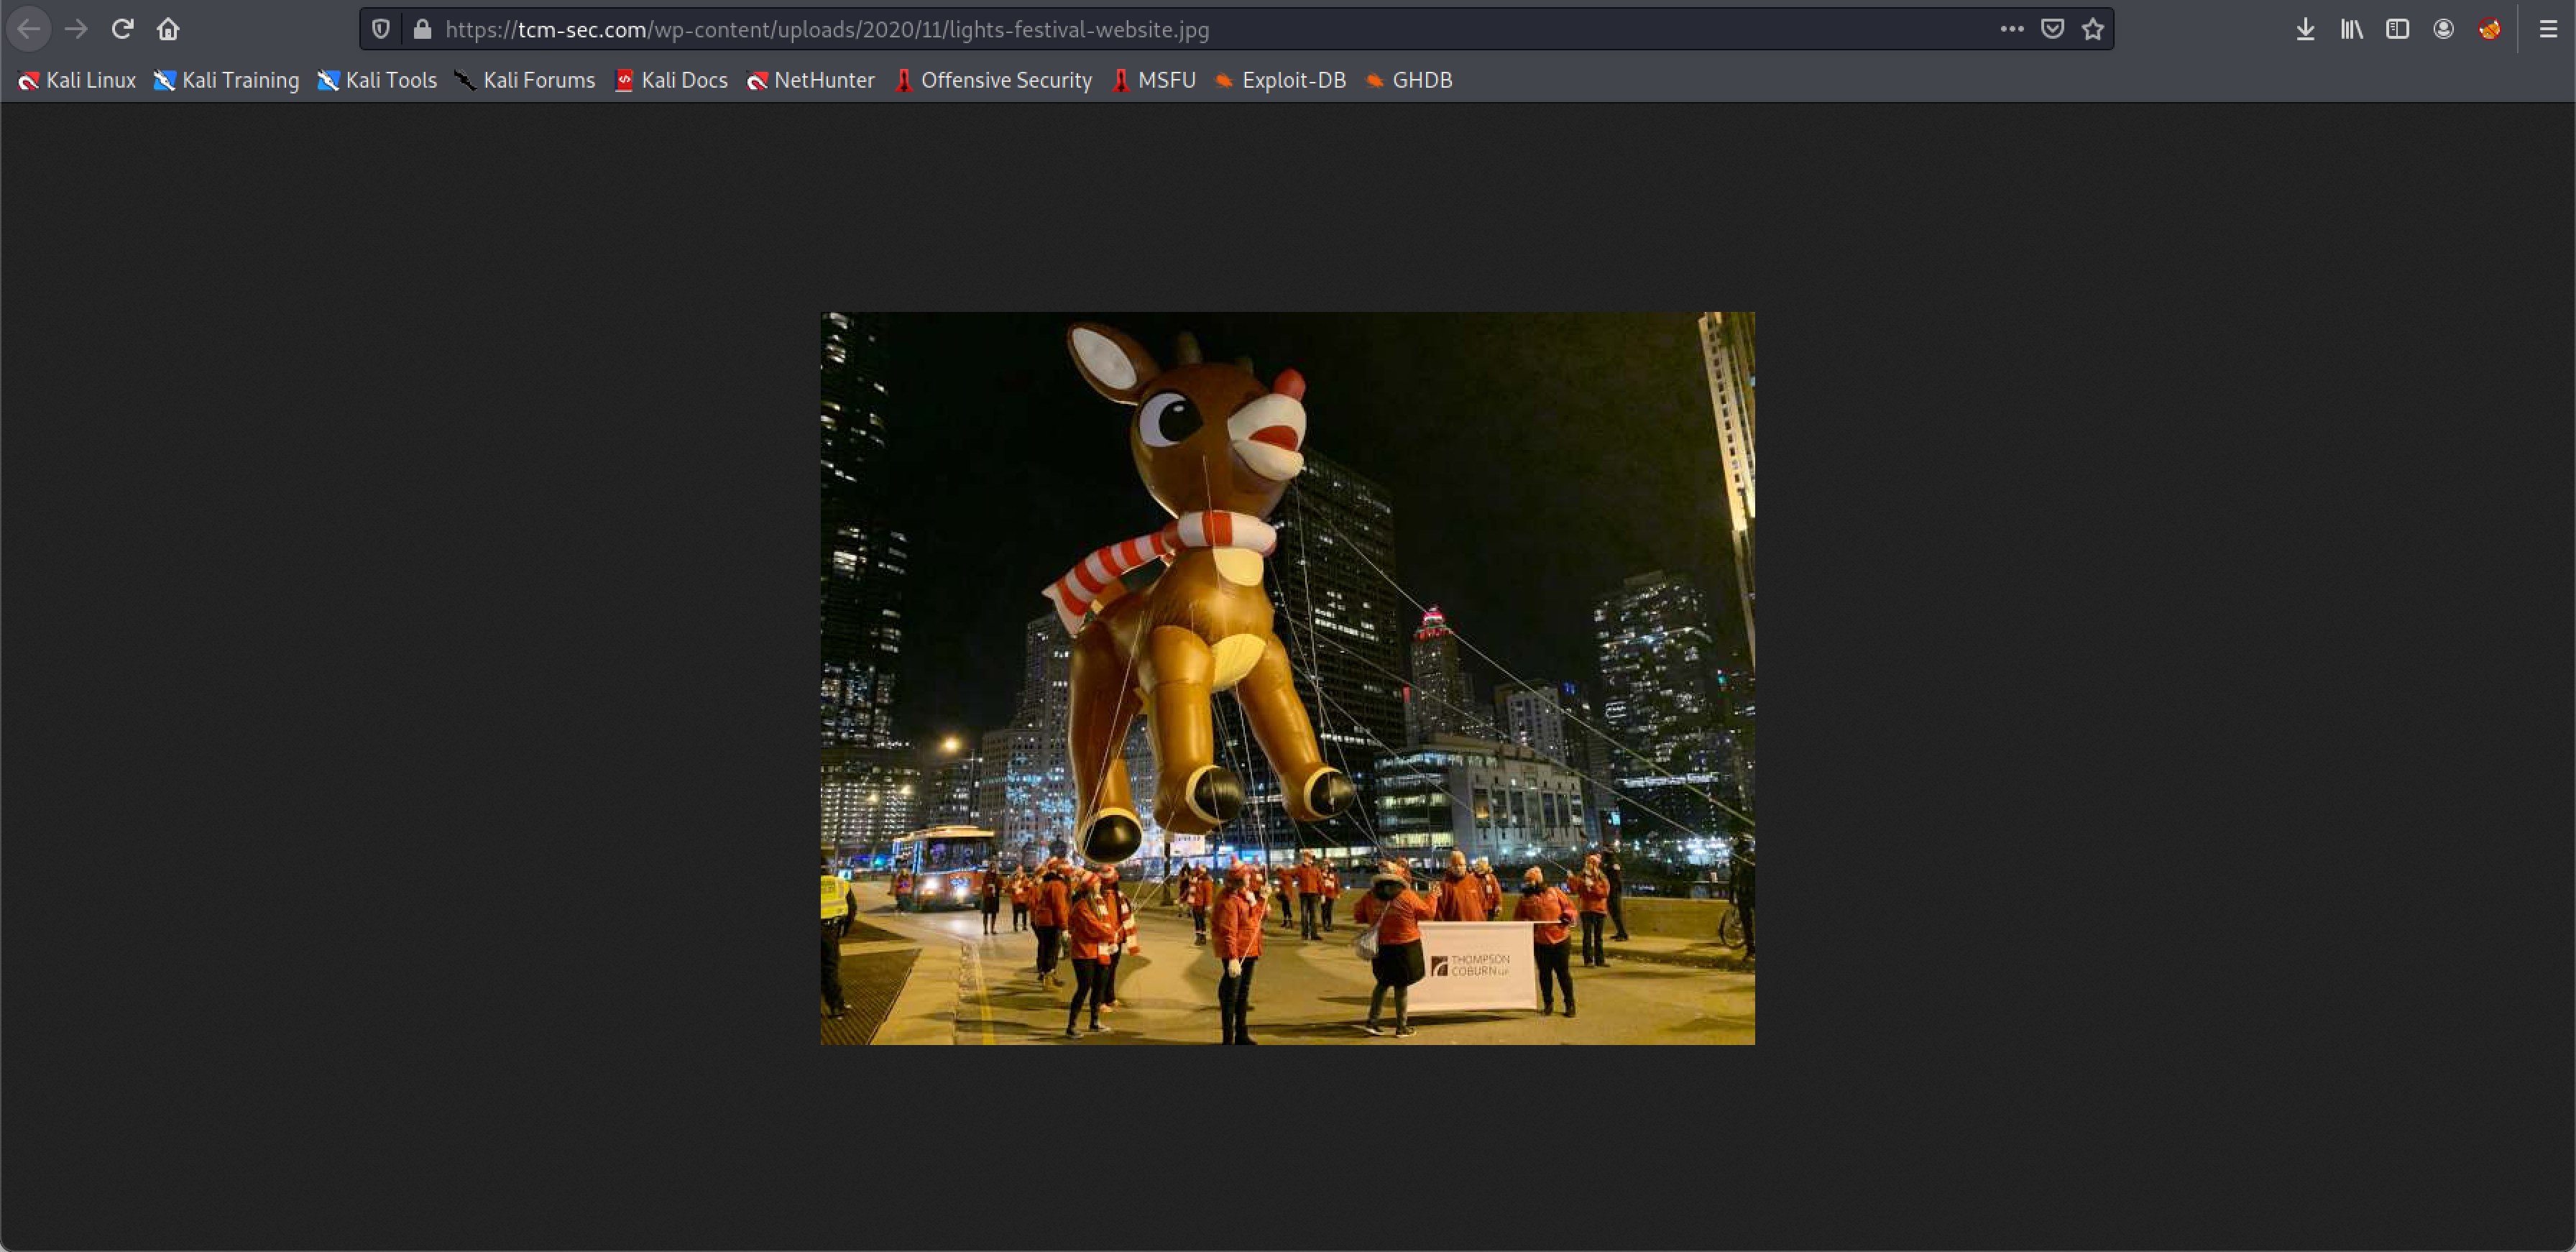 https://tcm-sec.com/wp-content/uploads/2020/11/lights-festival-website.jpg
Kali Linux Kali Training Kali Tools Kali Forums Kali Docs NetHunter Offensive Security MSFU Exploit-DB GHDB
THOMPSON
COBURN LLP